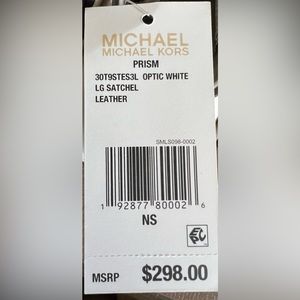 MICHAEL
MICHAEL KORS
PRISM
30T9STES3L OPTIC WHITE
LG SATCHEL
LEATHER
SMLS098-0002
1 92877 80002 6
NS
MSRP $298.00